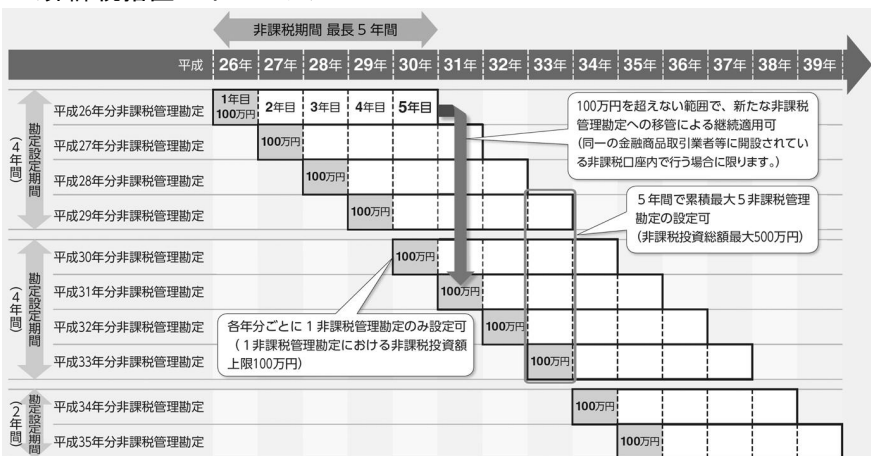 非課税期間 最長5年間
平成 26年 27年 28年 29年 30年 31年 32年 33年 34年 35年 36年 37年 38年 39年
勘定設定期間
(4年間)
平成26年分非課税管理勘定
1年目
100万円
2年目 3年目 4年目 5年目
平成27年分非課税管理勘定
100万円
平成28年分非課税管理勘定
100万円
平成29年分非課税管理勘定
100万円
100万円を超えない範囲で、新たな非課税
管理勘定への移管による継続適用可
(同一の金融商品取引業者等に開設されてい
る非課税口座内で行う場合に限ります。)
5年間で累積最大5非課税管理
勘定の設定可
(非課税投資総額最大500万円)
勘定設定期間
(4年間)
平成30年分非課税管理勘定
100万円
平成31年分非課税管理勘定
100万円
平成32年分非課税管理勘定
100万円
平成33年分非課税管理勘定
100万円
各年分ごとに1非課税管理勘定のみ設定可
(1非課税管理勘定における非課税投資額
上限100万円)
勘定設定期間
(2年間)
平成34年分非課税管理勘定
100万円
平成35年分非課税管理勘定
100万円